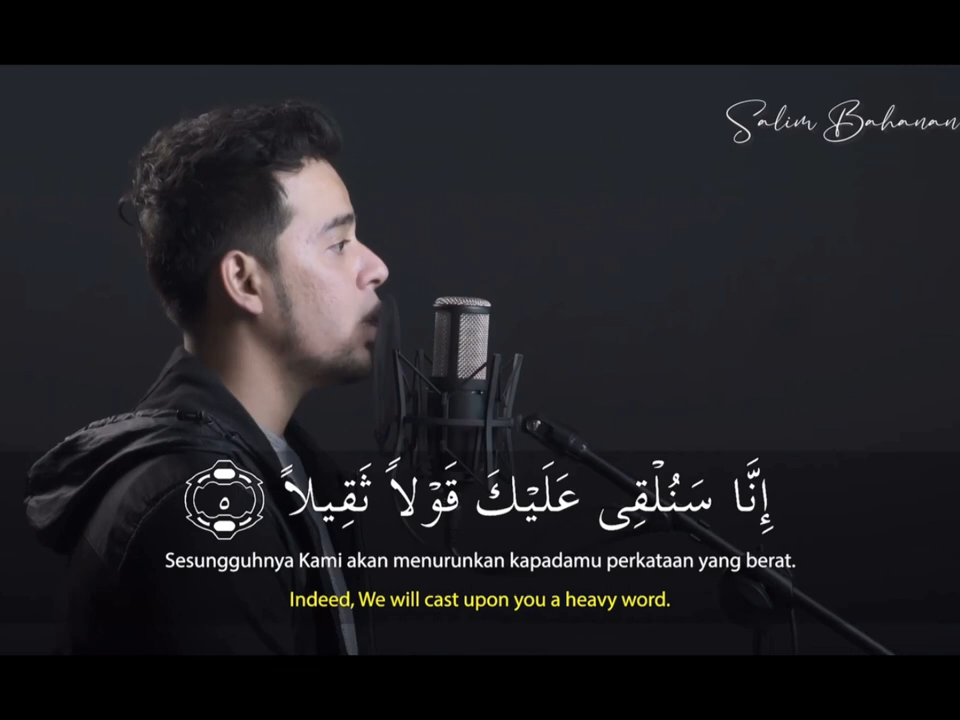 Salim Bahanan
إِنَّا سَنُلْقِى عَلَيْكَ قَوْلاً ثَقِيلاً ٥
Sesungguhnya Kami akan menurunkan kapadamu perkataan yang berat.
Indeed, We will cast upon you a heavy word.